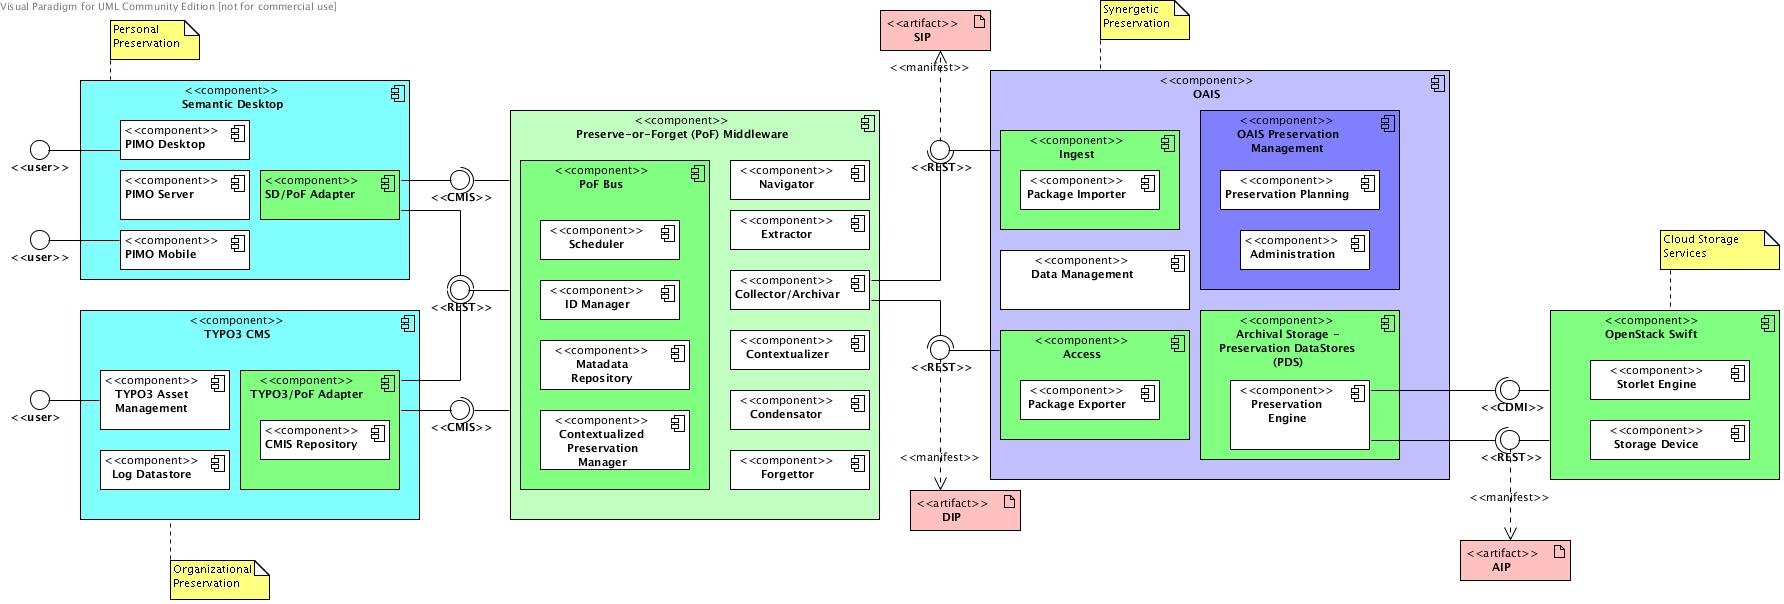 Visual Paradigm for UML Community Edition [not for commercial use]
Personal
Preservation
<<component>>
Semantic Desktop
<<component>>
PIMO Desktop
<<component>>
PIMO Server
<<component>>
SD/PoF Adapter
<<component>>
PIMO Mobile
<<user>>
<<user>>
<<component>>
TYPO3 CMS
<<component>>
TYPO3 Asset
Management
<<component>>
Log Datastore
<<component>>
TYPO3/PoF Adapter
<<component>>
CMIS Repository
<<user>>
Organizational
Preservation
<<CMIS>>
<<REST>>
<<CMIS>>
<<component>>
Preserve-or-Forget (PoF) Middleware
<<component>>
PoF Bus
<<component>>
Scheduler
<<component>>
ID Manager
<<component>>
Matadata
Repository
<<component>>
Contextualized
Preservation
Manager
<<component>>
Navigator
<<component>>
Extractor
<<component>>
Collector/Archivar
<<component>>
Contextualizer
<<component>>
Condensator
<<component>>
Forgettor
<<artifact>>
SIP
<<manifest>>
<<REST>>
<<REST>>
<<manifest>>
<<artifact>>
DIP
Synergetic
Preservation
<<component>>
OAIS
<<component>>
Ingest
<<component>>
Package Importer
<<component>>
Data Management
<<component>>
Access
<<component>>
Package Exporter
<<component>>
OAIS Preservation
Management
<<component>>
Preservation Planning
<<component>>
Administration
<<component>>
Archival Storage -
Preservation DataStores
(PDS)
<<component>>
Preservation
Engine
<<CDMI>>
<<REST>>
<<manifest>>
<<artifact>>
AIP
Cloud Storage
Services
<<component>>
OpenStack Swift
<<component>>
Storlet Engine
<<component>>
Storage Device